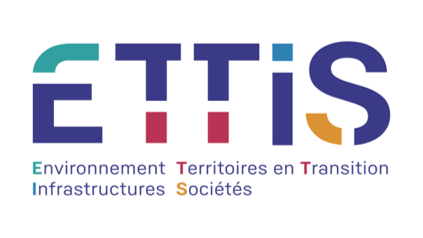 ETTiS
Environnement Territoires en Transition
Infrastructures Sociétés